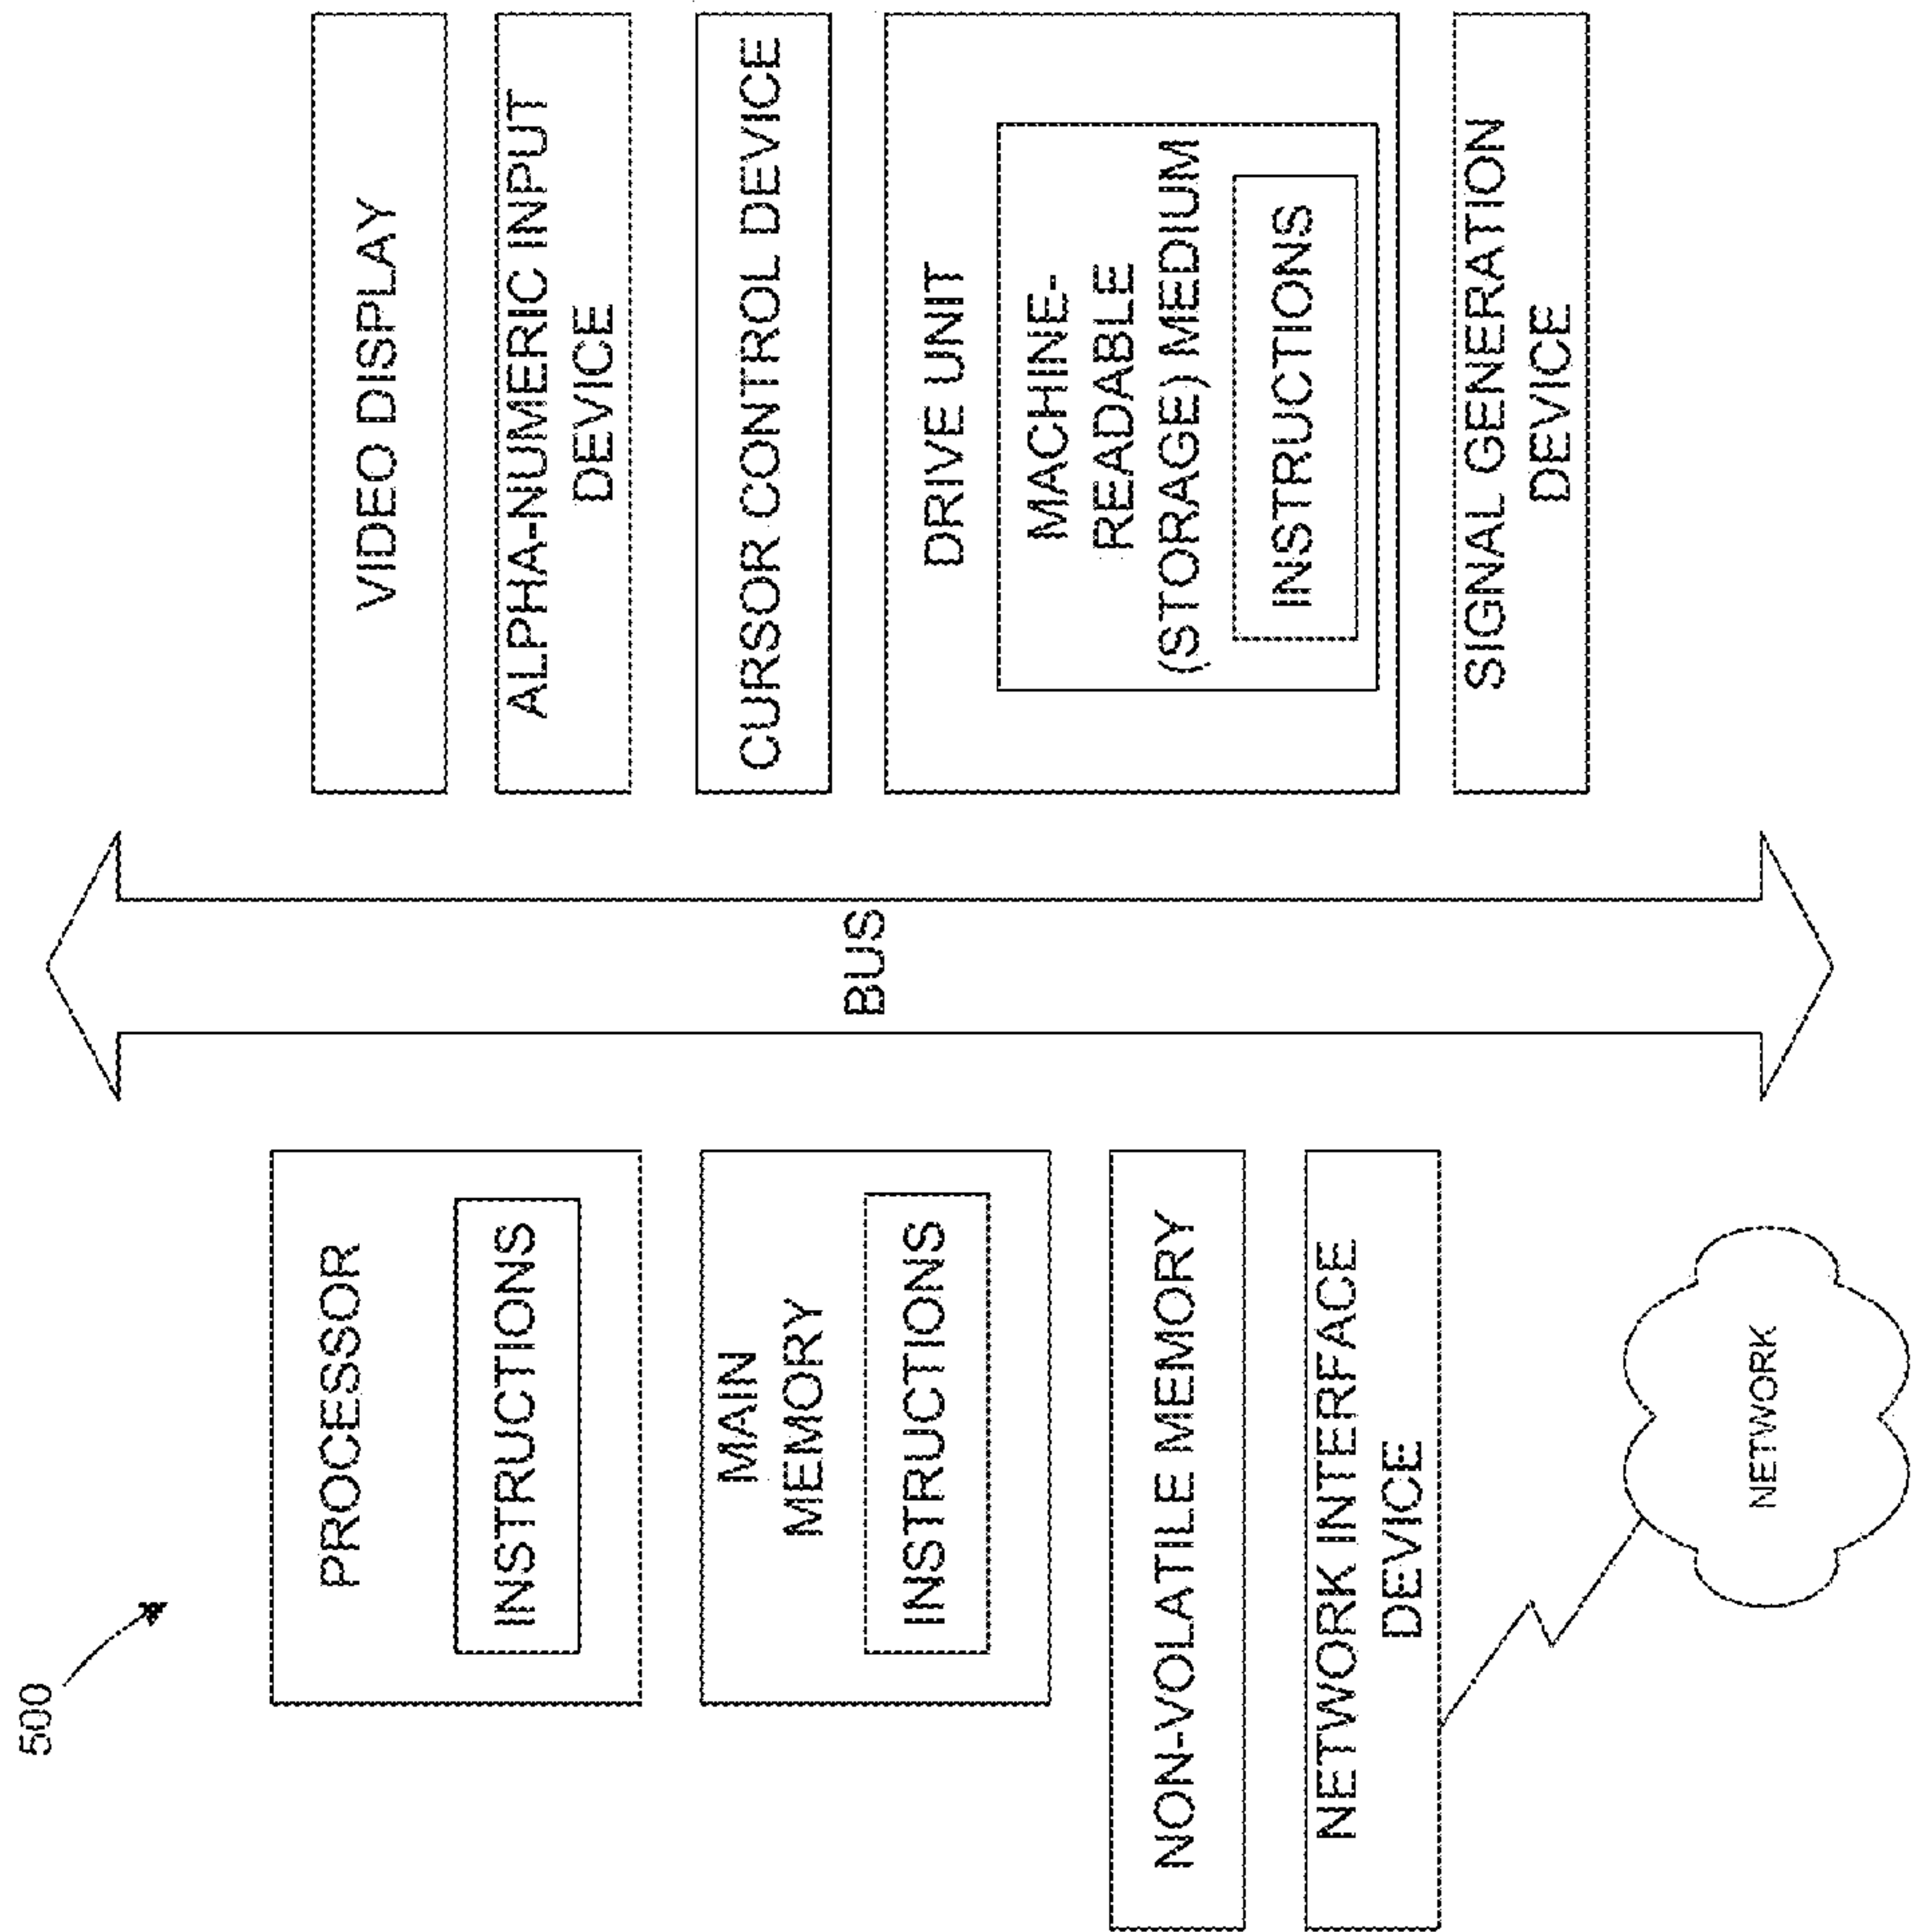 500
PROCESSOR
INSTRUCTIONS
MAIN
MEMORY
INSTRUCTIONS
NON-VOLATILE MEMORY
NETWORK INTERFACE
DEVICE
NETWORK
BUS
VIDEO DISPLAY
ALPHA-NUMERIC INPUT
DEVICE
CURSOR CONTROL DEVICE
DRIVE UNIT
MACHINE-
READABLE
(STORAGE) MEDIUM
INSTRUCTIONS
SIGNAL GENERATION
DEVICE